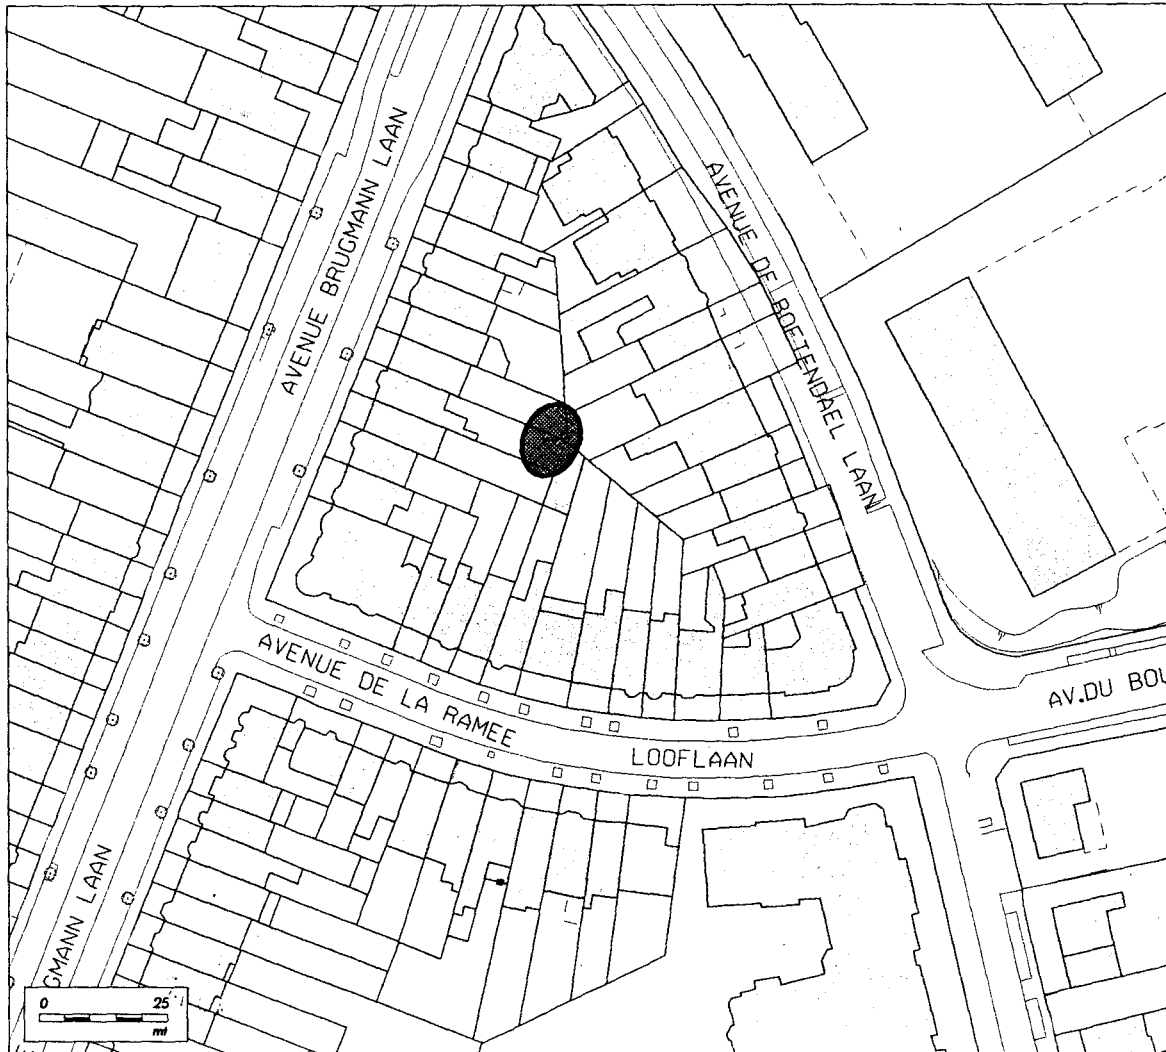 AVENUE BRUGMANN LAAN
AVENUE DE BOETENDAEL LAAN
AVENUE DE LA RAMEE
LOOFLAAN
AV.DU BOU
GMANN LAAN
0 25
mt